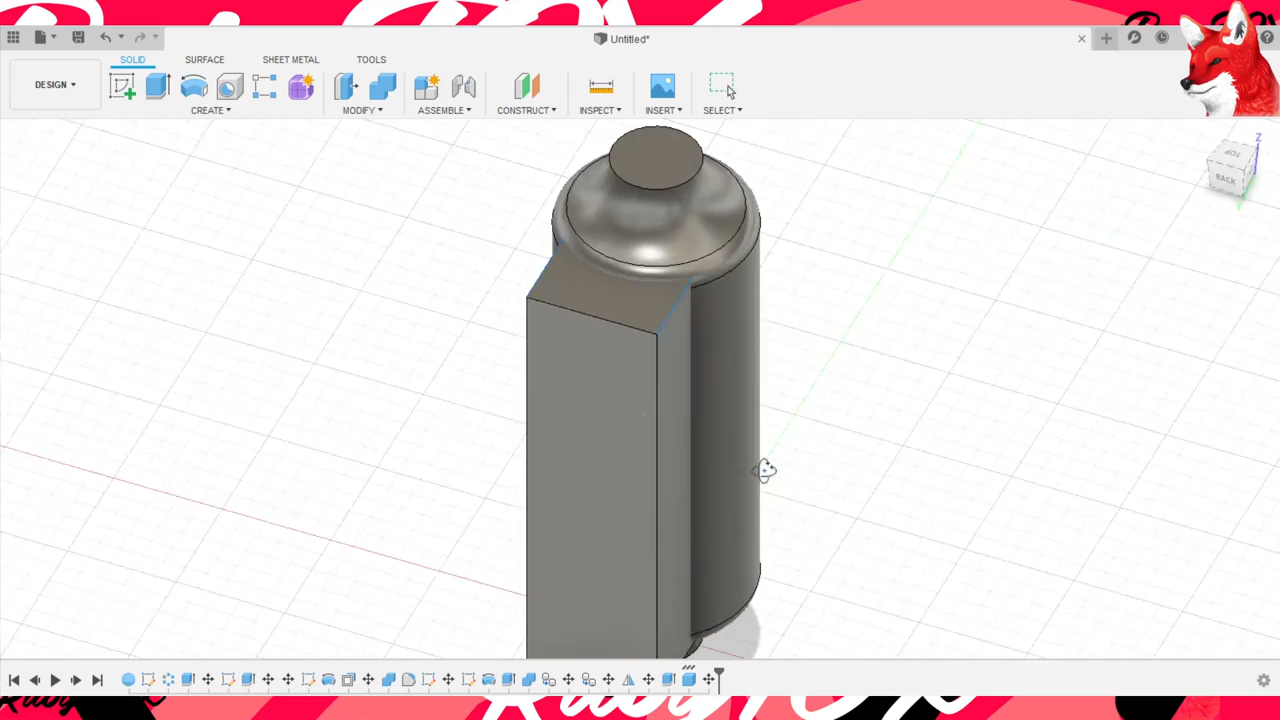 Untitled*
SOLID SURFACE SHEET METAL TOOLS
DESIGN
CREATE MODIFY ASSEMBLE CONSTRUCT INSPECT INSERT SELECT
Z
TOP
BACK